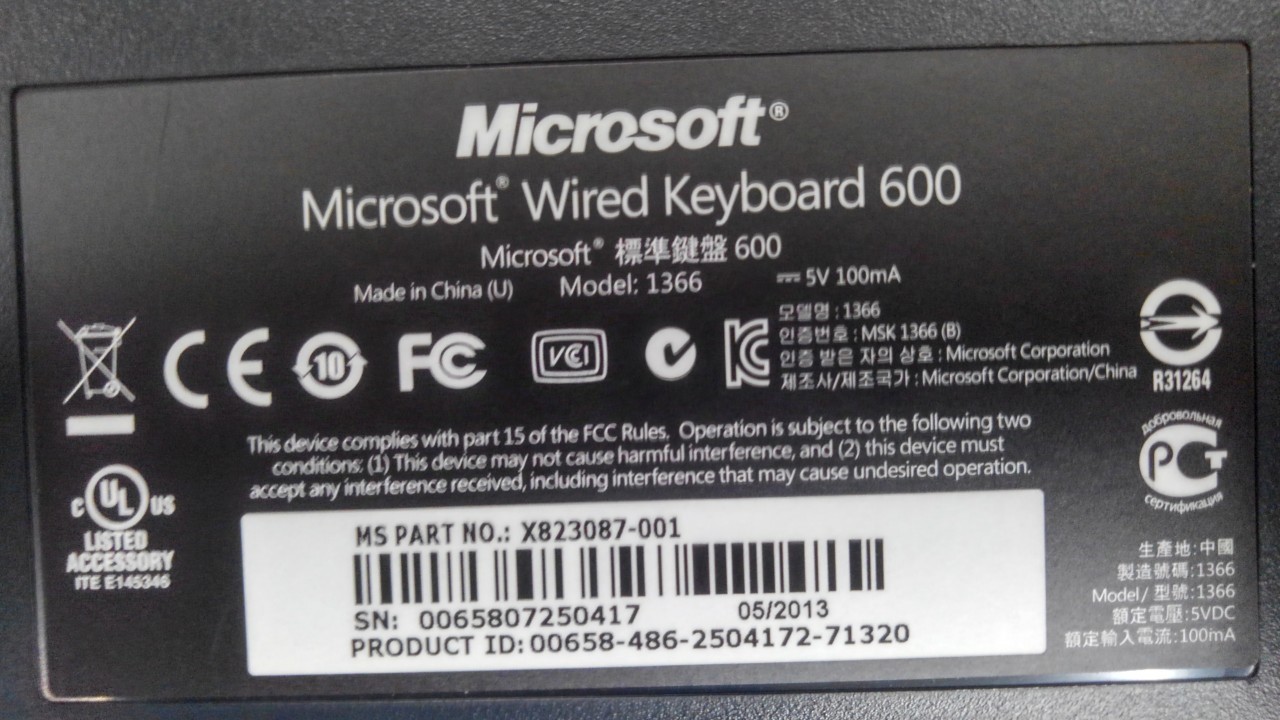 Microsoft®
Microsoft® Wired Keyboard 600
Microsoft® 標準鍵盤 600
Made in China (U) Model: 1366 5V 100mA
CE
10
FC
VCI
모델명 : 1366
인증번호 : MSK 1366 (B)
인증 받은 자의 상호 : Microsoft Corporation
제조사/제조국가 : Microsoft Corporation/China
R31264
This device complies with part 15 of the FCC Rules. Operation is subject to the following two
conditions: (1) This device may not cause harmful interference, and (2) this device must
accept any interference received, including interference that may cause undesired operation.
добровольная
РСТ
сертификация
C UL US
LISTED
ACCESSORY
ITE E145346
MS PART NO.: X823087-001
SN: 0065807250417 05/2013
PRODUCT ID: 00658-486-2504172-71320
生產地:中國
製造號碼:1366
Model/ 型號:1366
額定電壓:5VDC
額定輸入電流:100mA